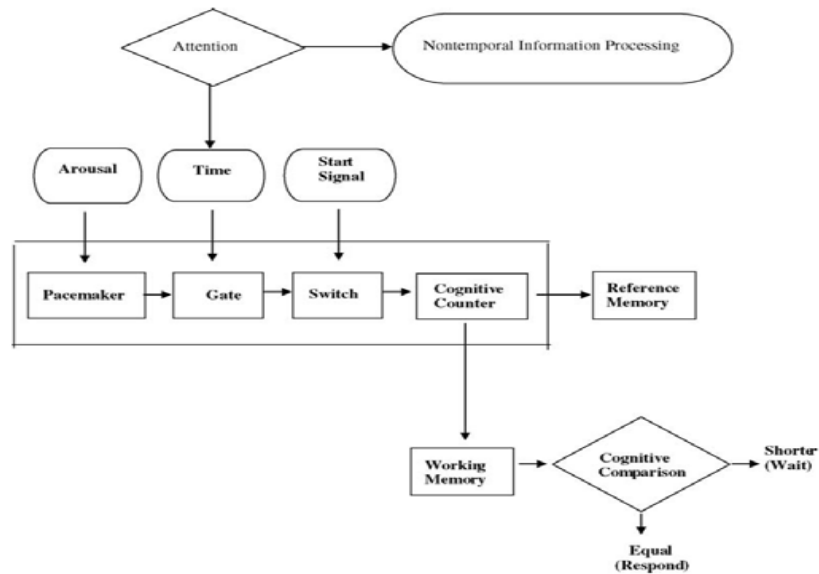 Attention
Nontemporal Information Processing
Arousal
Time
Start
Signal
Pacemaker
Gate
Switch
Cognitive
Counter
Reference
Memory
Working
Memory
Cognitive
Comparison
Shorter
(Wait)
Equal
(Respond)